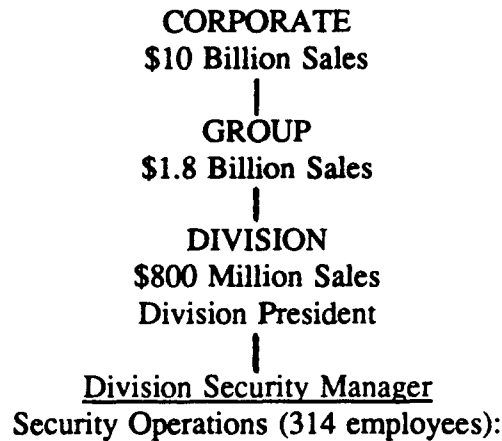 CORPORATE
$10 Billion Sales
GROUP
$1.8 Billion Sales
DIVISION
$800 Million Sales
Division President
Division Security Manager
Security Operations (314 employees):